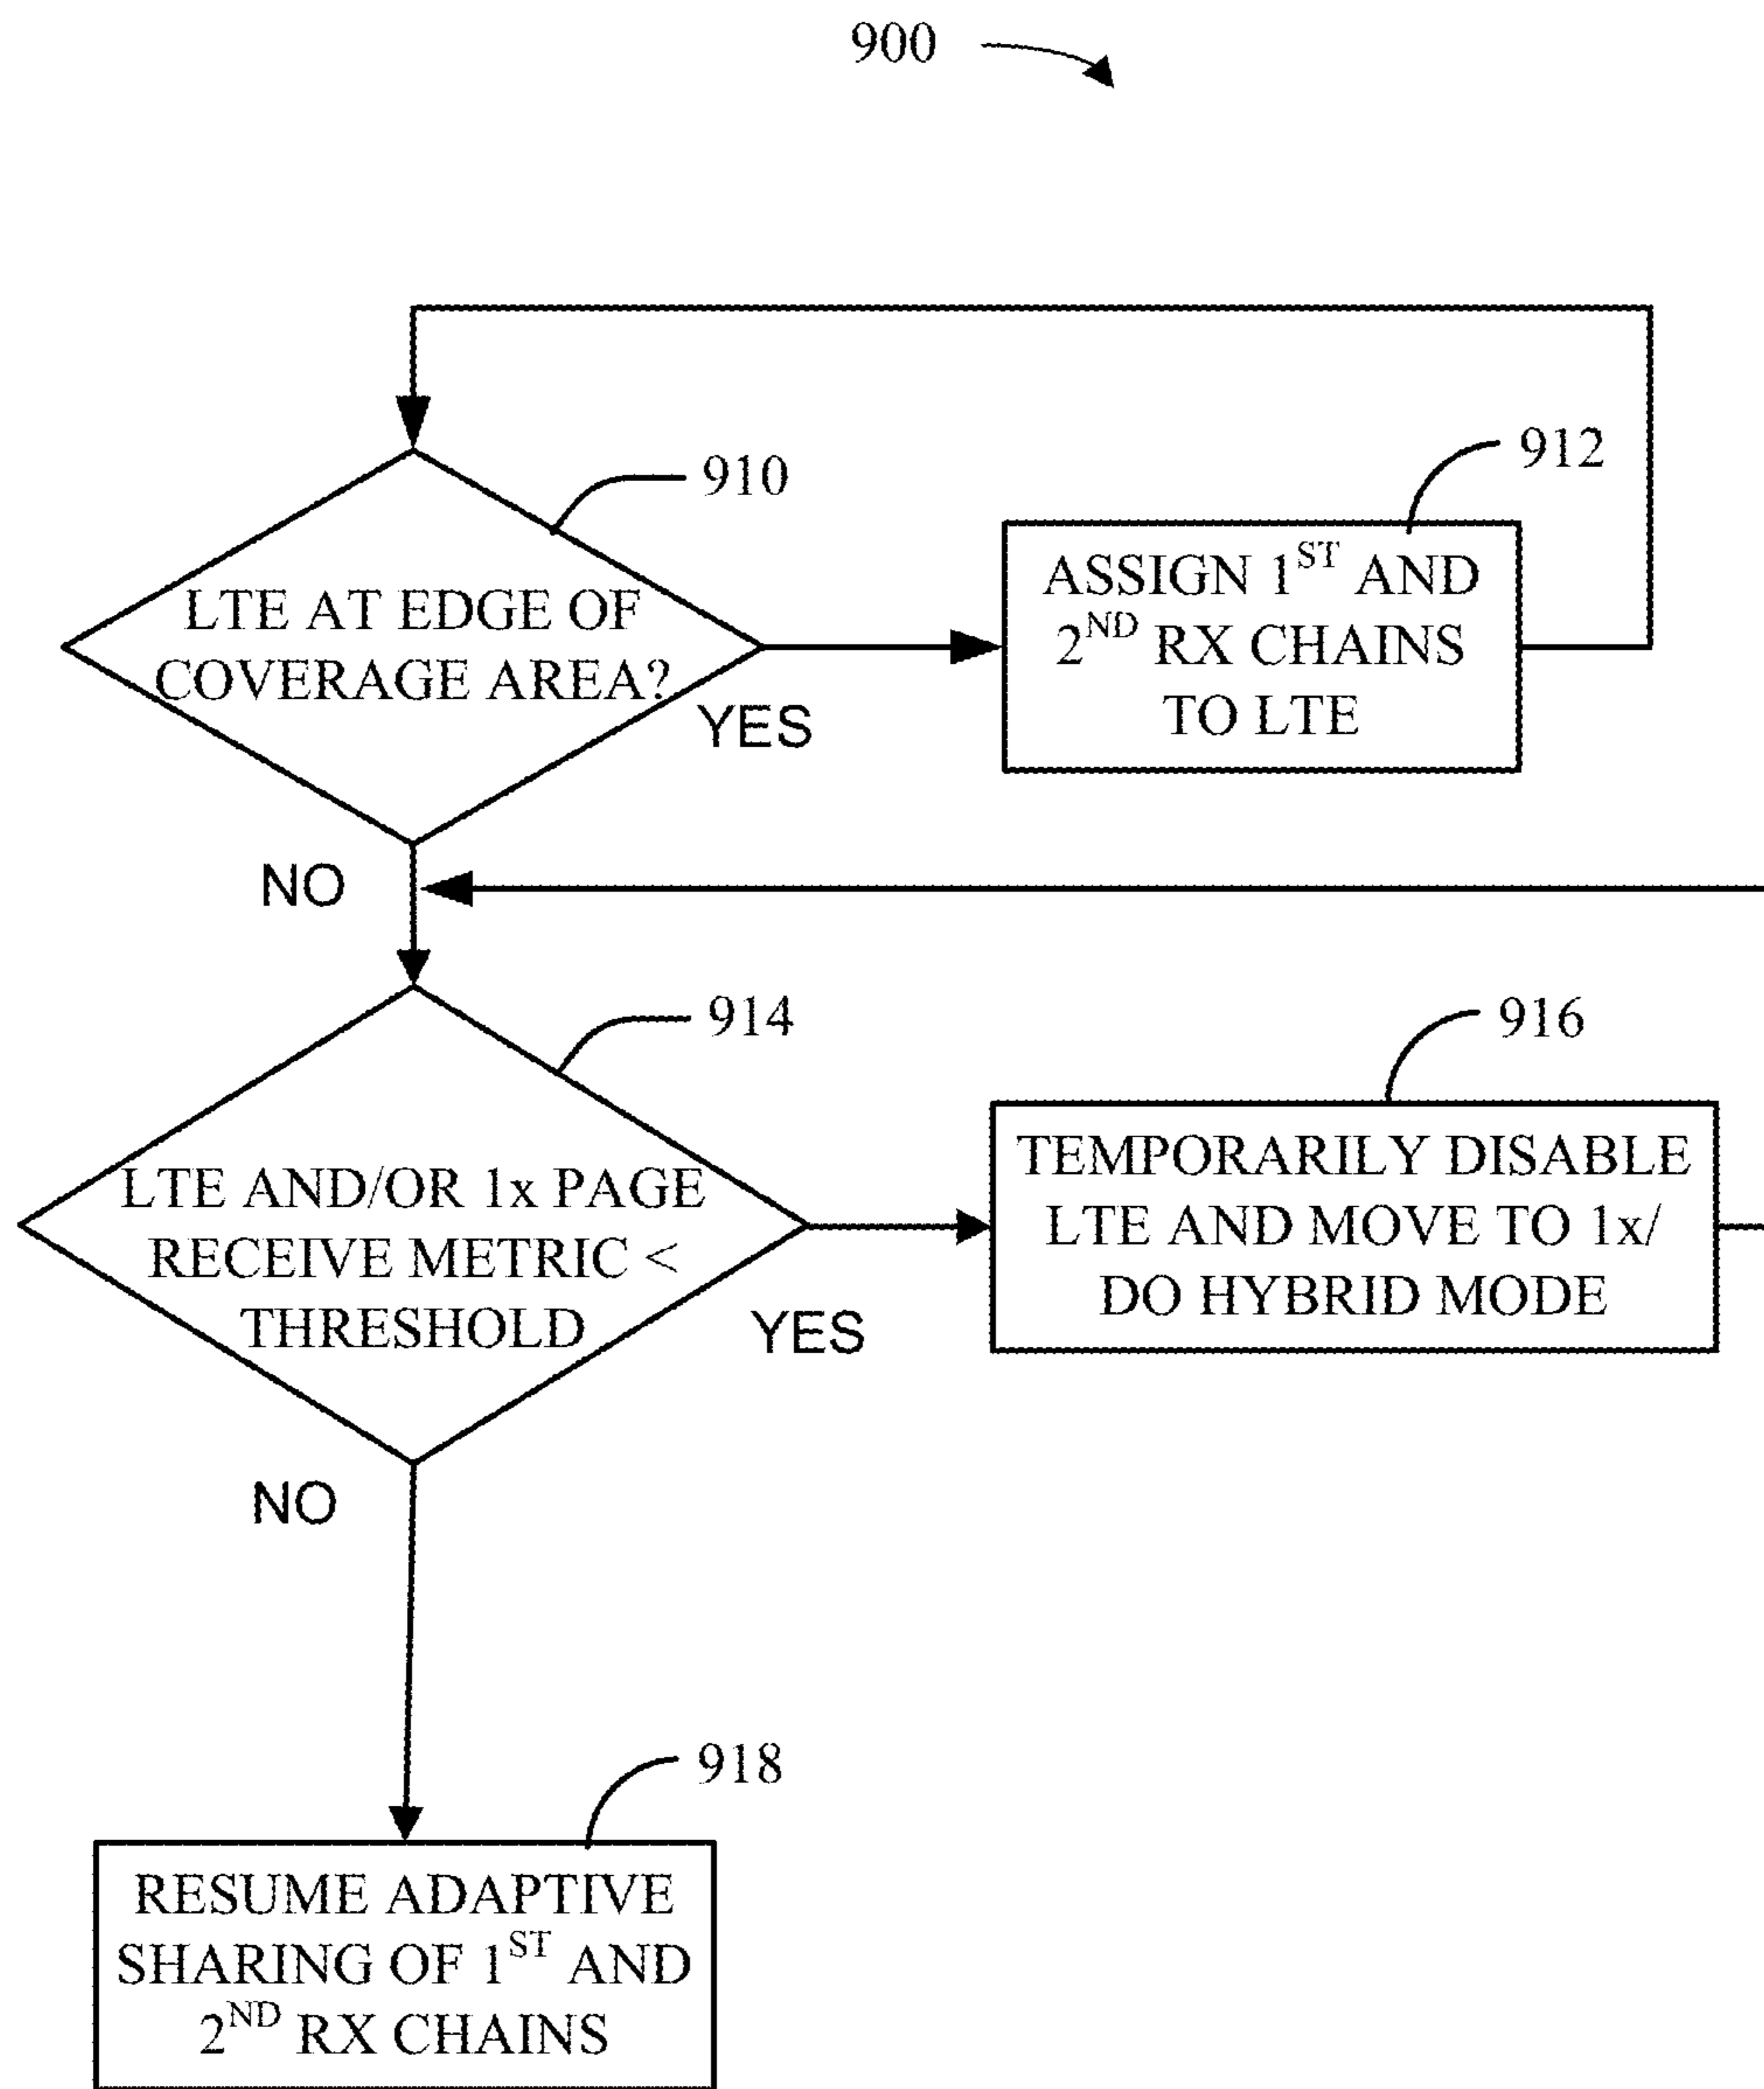 900
910
LTE AT EDGE OF
COVERAGE AREA?
YES
912
ASSIGN 1ST AND
2ND RX CHAINS
TO LTE
NO
914
LTE AND/OR 1x PAGE
RECEIVE METRIC <
THRESHOLD
YES
916
TEMPORARILY DISABLE
LTE AND MOVE TO 1x/
DO HYBRID MODE
NO
918
RESUME ADAPTIVE
SHARING OF 1ST AND
2ND RX CHAINS